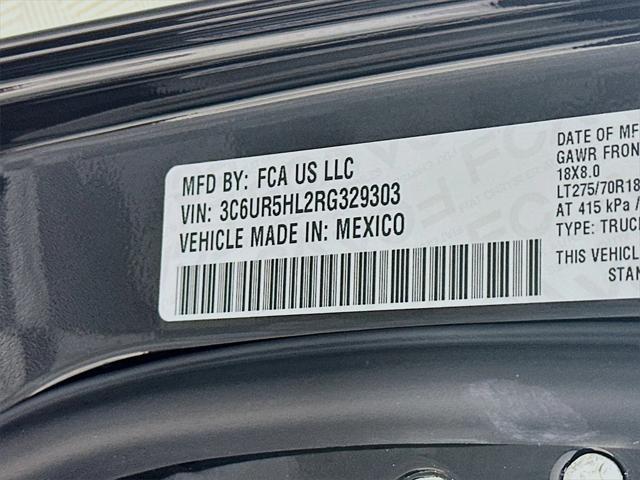 MFD BY: FCA US LLC
VIN: 3C6UR5HL2RG329303
VEHICLE MADE IN: MEXICO
DATE OF MF
GAWR FRON
18X8.0
LT275/70R18
AT 415 kPa /
TYPE: TRUC
THIS VEHICL
STAN